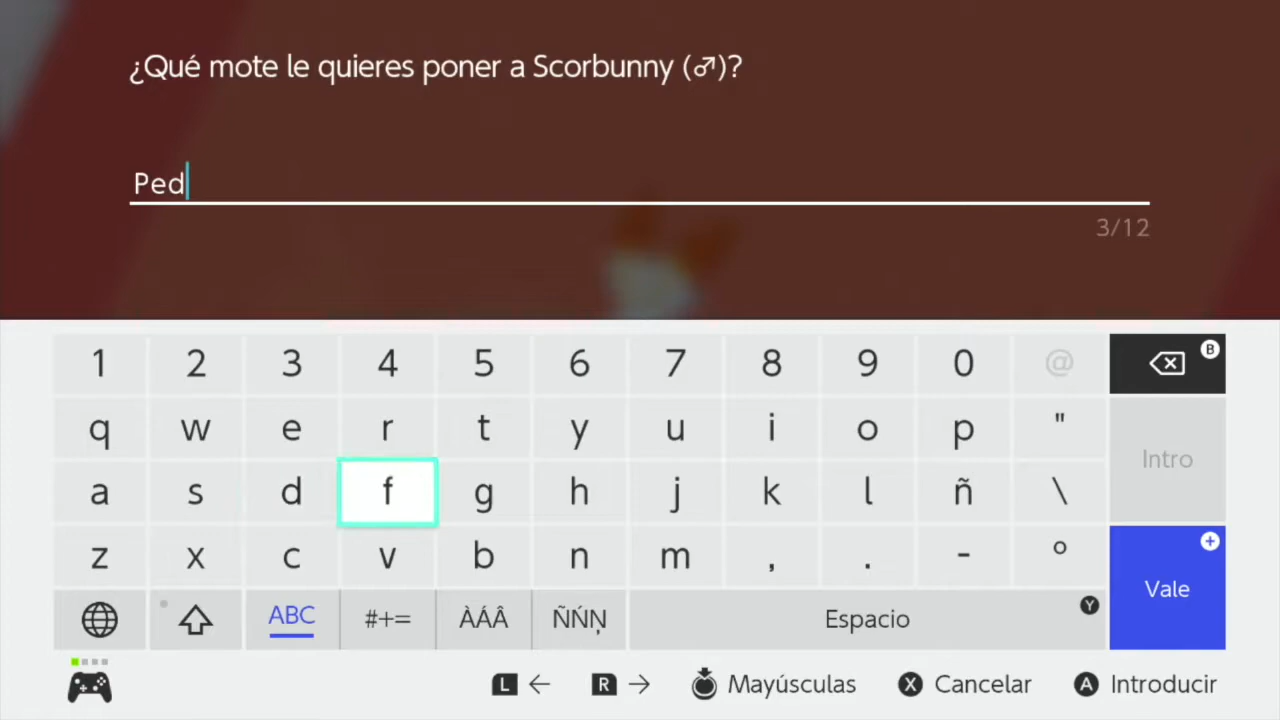 ¿Qué mote le quieres poner a Scorbunny (♂)?
Ped
3/12
1 2 3 4 5 6 7 8 9 0 @ B
q w e r t y u i o p "
Intro
a s d f g h j k l ñ \
z x c v b n m , . - º
+
Vale
ABC #+= ÀÁÂ ÑŃŅ Espacio Y
L ← R → Mayúsculas X Cancelar A Introducir